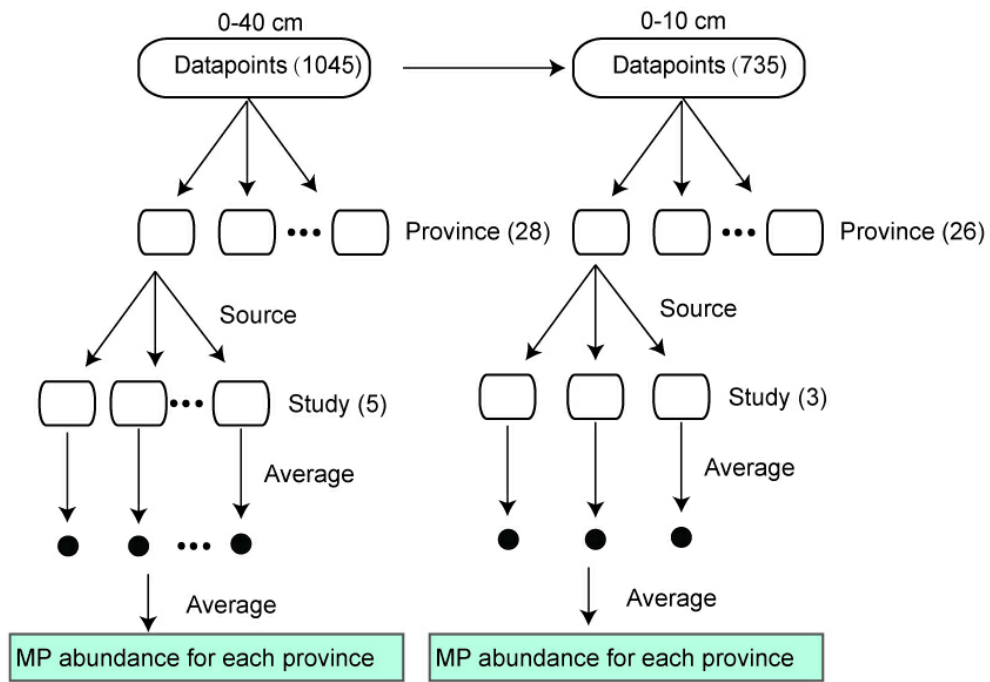 0-40 cm
Datapoints (1045)
0-10 cm
Datapoints (735)
Province (28)
Province (26)
Source
Source
Study (5)
Study (3)
Average
Average
Average
Average
MP abundance for each province
MP abundance for each province